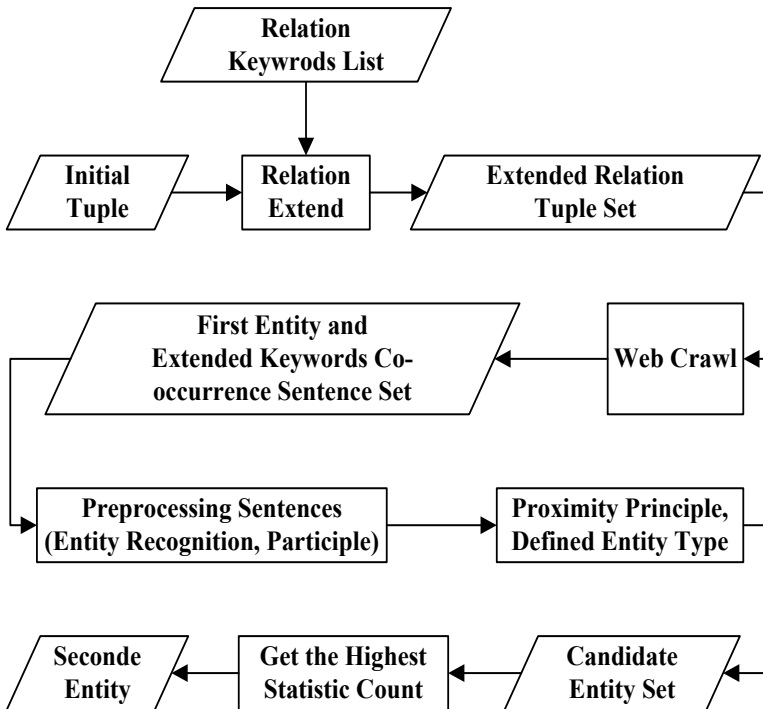 Relation
Keywrods List
Initial
Tuple
Relation
Extend
Extended Relation
Tuple Set
First Entity and
Extended Keywords Co-
occurrence Sentence Set
Web Crawl
Preprocessing Sentences
(Entity Recognition, Participle)
Proximity Principle,
Defined Entity Type
Seconde
Entity
Get the Highest
Statistic Count
Candidate
Entity Set